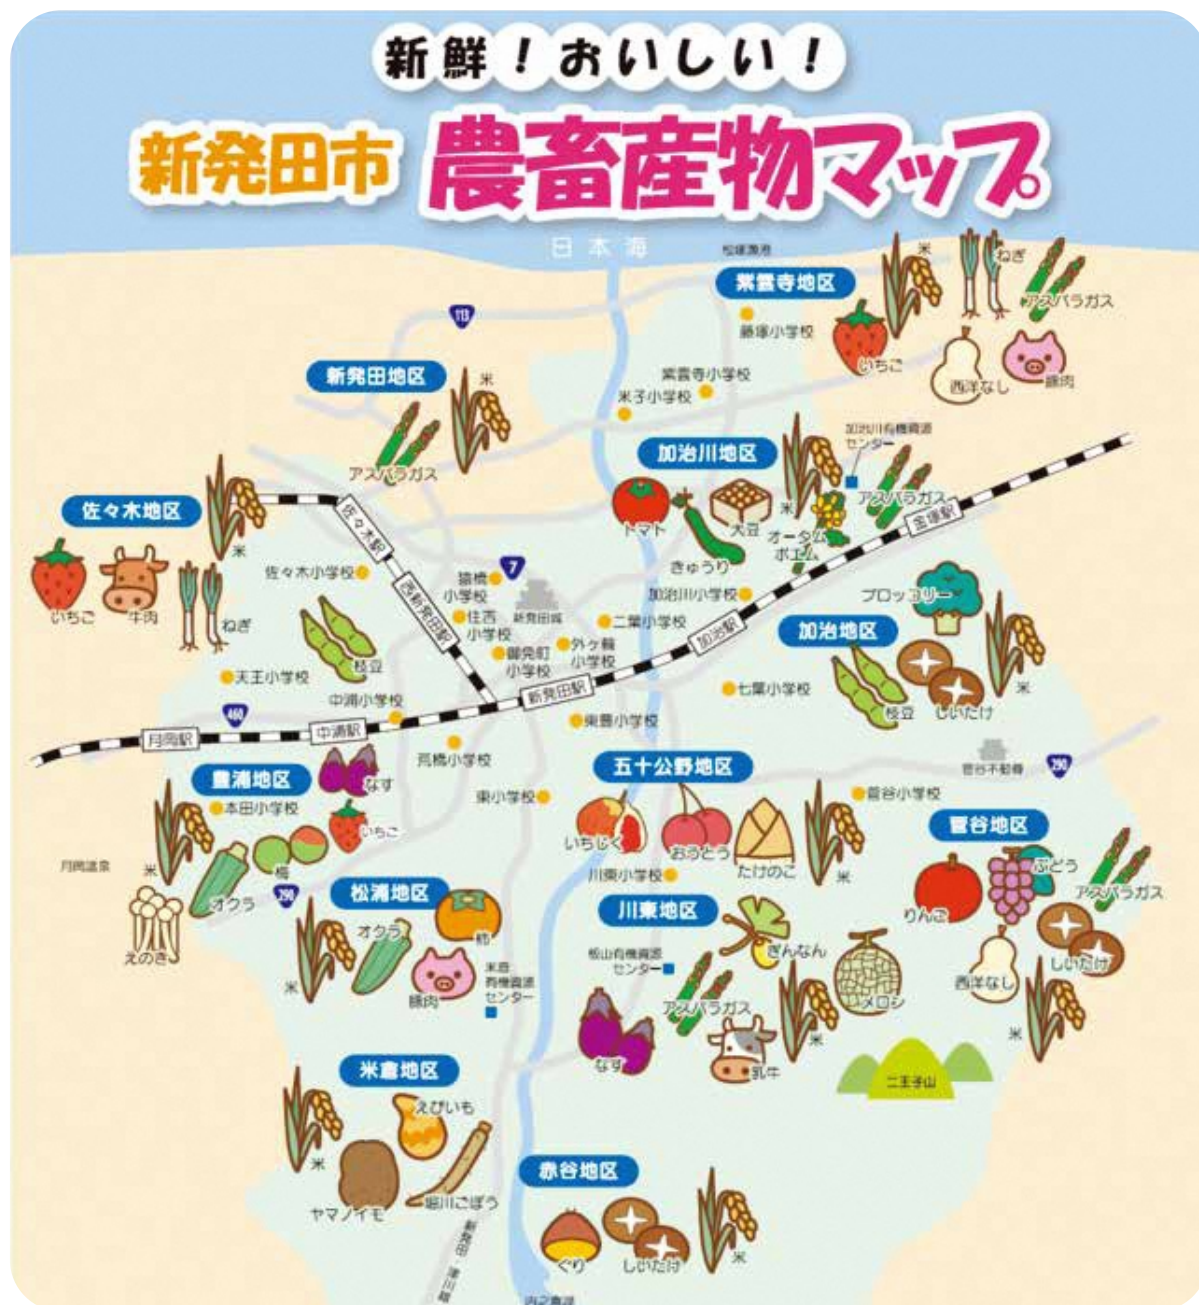 新鮮！おいしい！
新発田市 農畜産物マップ
日本海
松塚漁港
紫雲寺地区
米
ねぎ
アスパラガス
藤塚小学校
いちご
西洋なし
豚肉
113
新発田地区
米
アスパラガス
紫雲寺小学校
米子小学校
加治川地区
加治川有機資源
センター
トマト
大豆
米
アスパラガス
きゅうり
オータム
ポエム
金塚駅
佐々木地区
米
いちご
牛肉
ねぎ
佐々木駅
佐々木小学校
西新発田駅
7
猿橋
小学校
新発田城
住吉
小学校
二葉小学校
御免町
小学校
外ヶ輪
小学校
加治川小学校
加治駅
ブロッコリー
加治地区
枝豆
しいたけ
米
枝豆
天王小学校
中浦小学校
新発田駅
七葉小学校
460
月岡駅
中浦駅
東豊小学校
荒橋小学校
菅谷不動尊
290
豊浦地区
なす
本田小学校
いちご
米
梅
オクラ
えのき
月岡温泉
290
東小学校
五十公野地区
いちじく
おうとう
たけのこ
米
菅谷小学校
菅谷地区
りんご
ぶどう
アスパラガス
しいたけ
西洋なし
米
松浦地区
オクラ
柿
米
豚肉
米倉
有機資源
センター
川東小学校
川東地区
ぎんなん
板山有機資源
センター
アスパラガス
メロン
なす
乳牛
米
二王子山
米倉地区
えびいも
米
ヤマノイモ
堀川ごぼう
赤谷地区
くり
しいたけ
米
新発田・津川線
内之倉湖